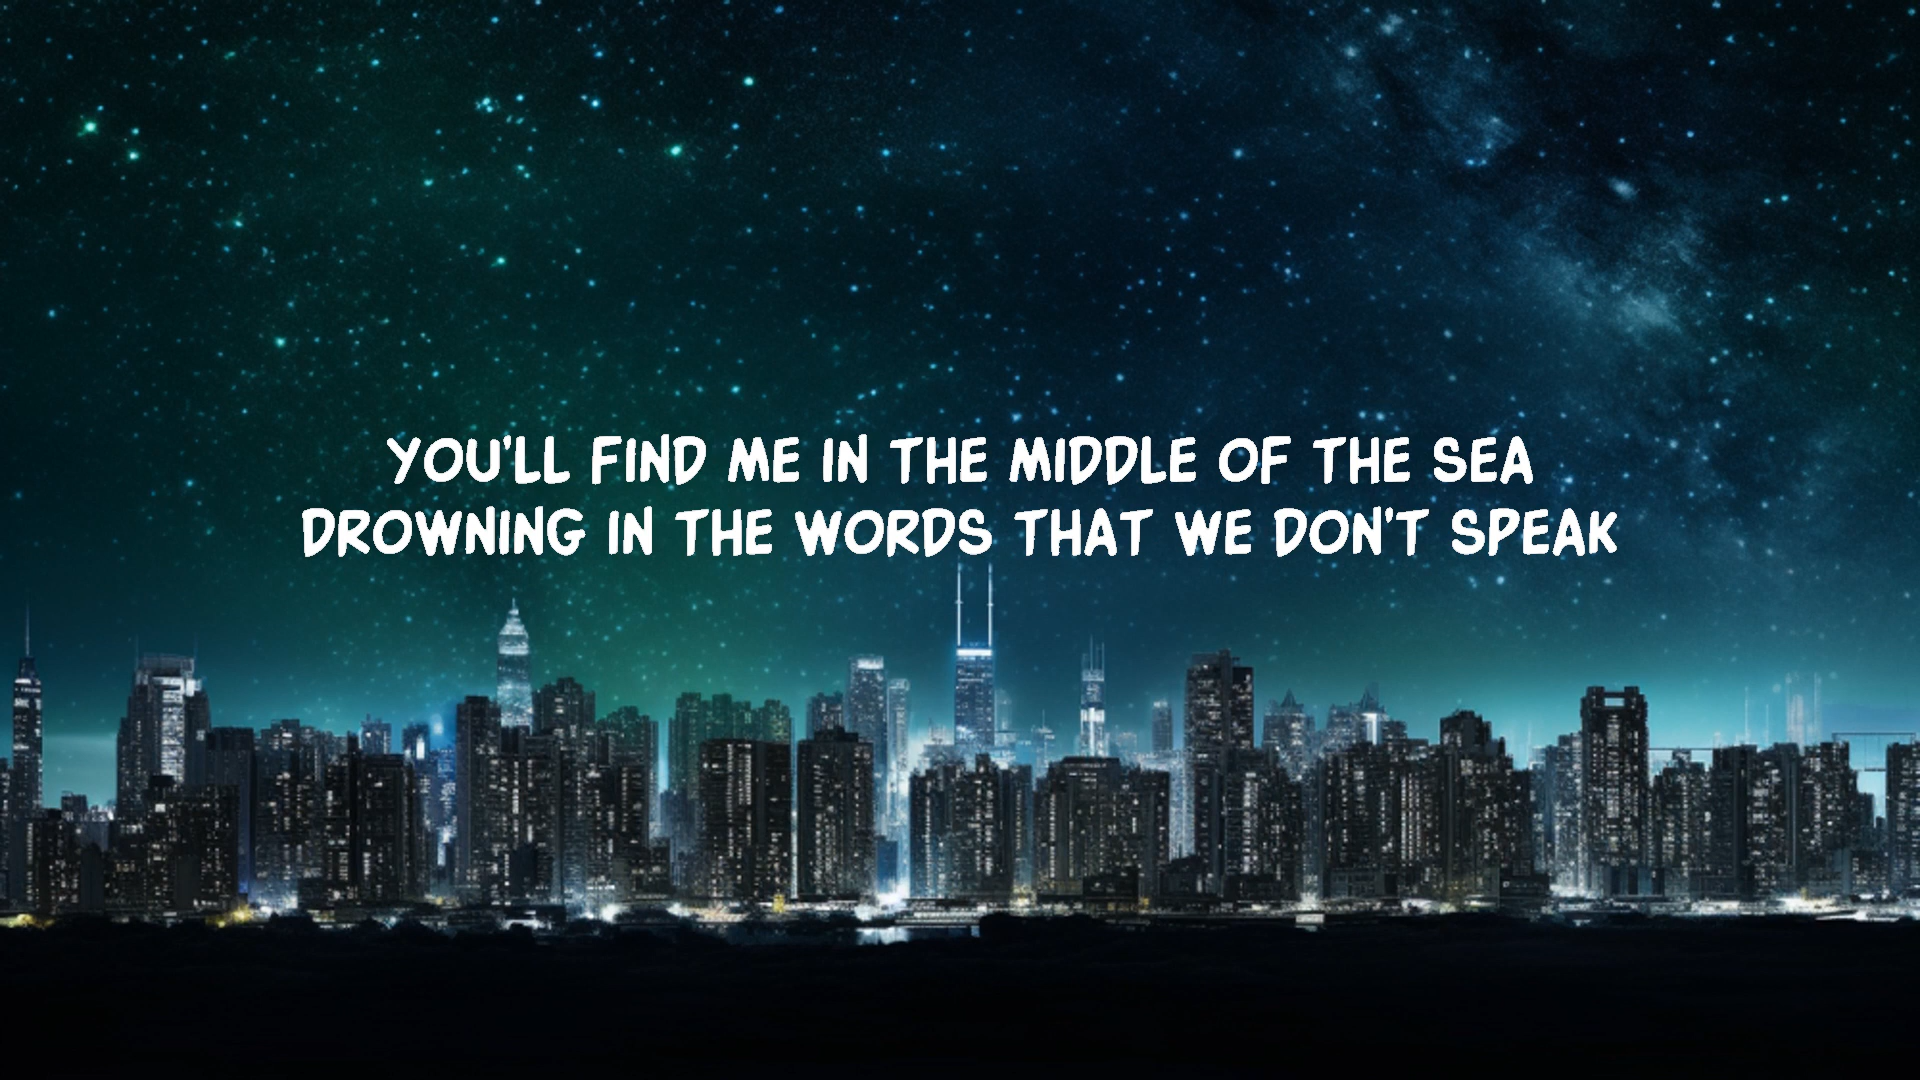 YOU'LL FIND ME IN THE MIDDLE OF THE SEA
DROWNING IN THE WORDS THAT WE DON'T SPEAK